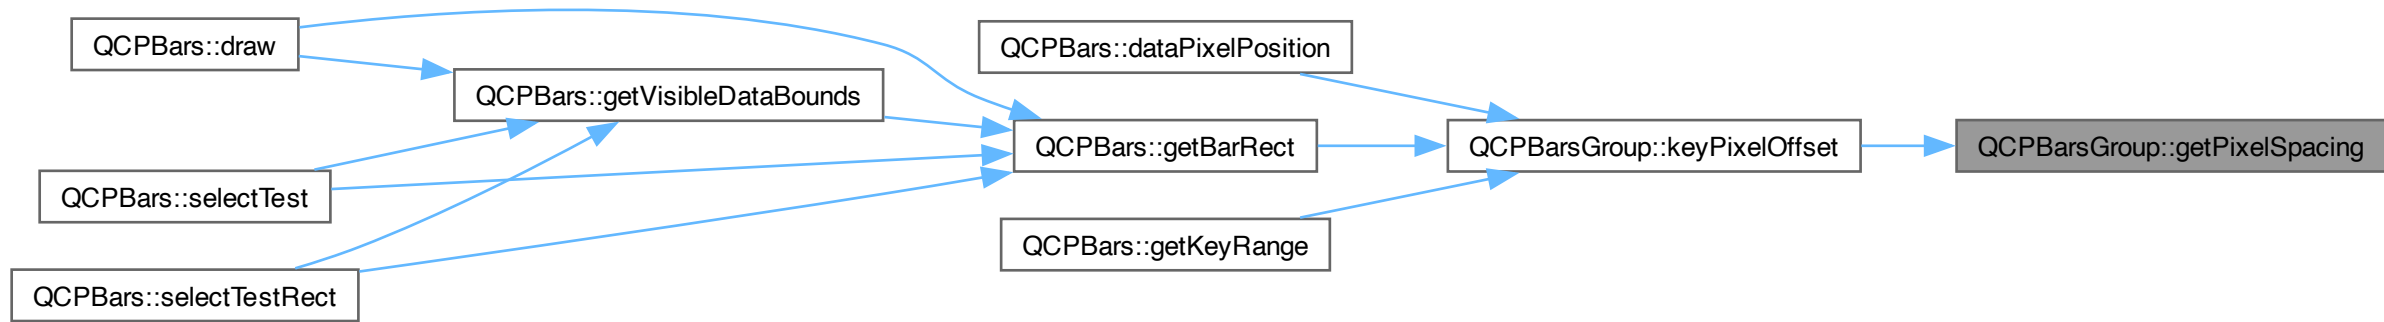 QCPBars::draw
QCPBars::getVisibleDataBounds
QCPBars::selectTest
QCPBars::selectTestRect
QCPBars::dataPixelPosition
QCPBars::getBarRect
QCPBars::getKeyRange
QCPBarsGroup::keyPixelOffset
QCPBarsGroup::getPixelSpacing